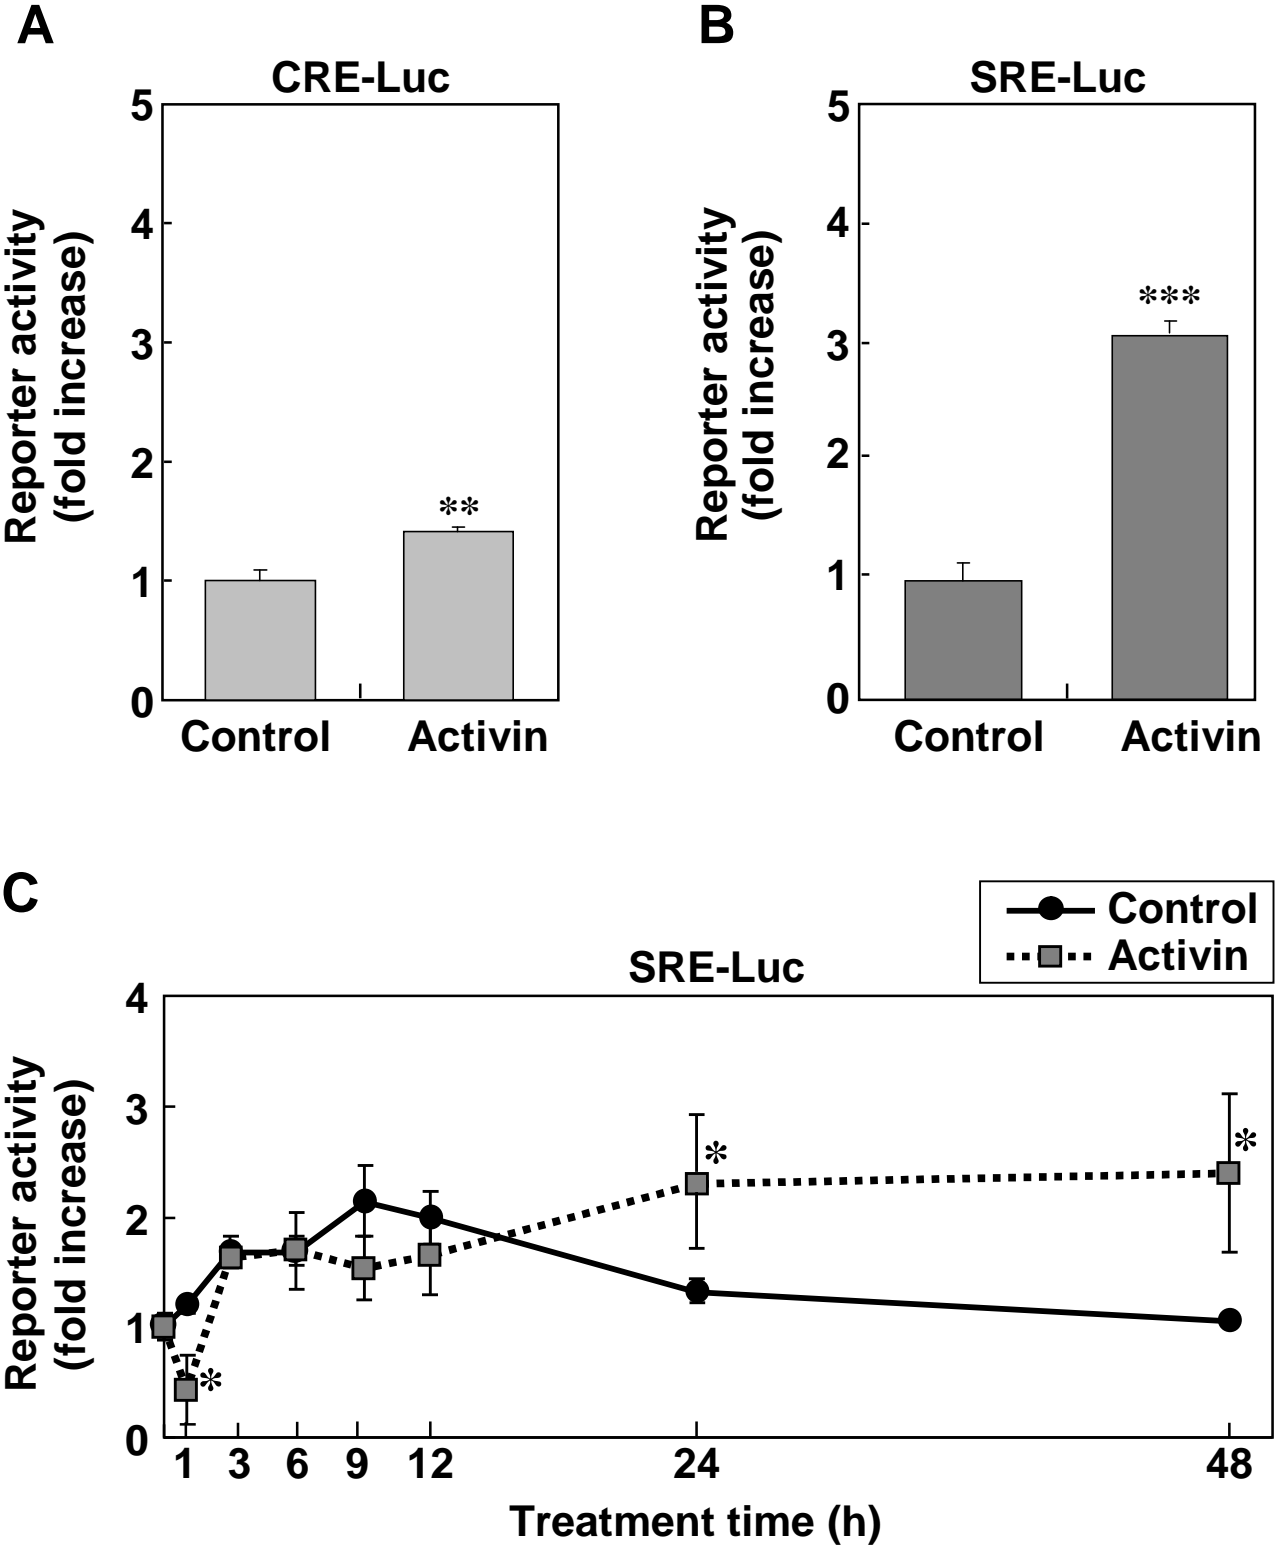 A
CRE-Luc
5
4
3
2
1
0
Reporter activity
(fold increase)
**
Control
Activin
B
SRE-Luc
5
4
3
2
1
0
Reporter activity
(fold increase)
***
Control
Activin
C
Control
Activin
SRE-Luc
4
3
2
1
0
Reporter activity
(fold increase)
*
*
*
1 3 6 9 12 24 48
Treatment time (h)